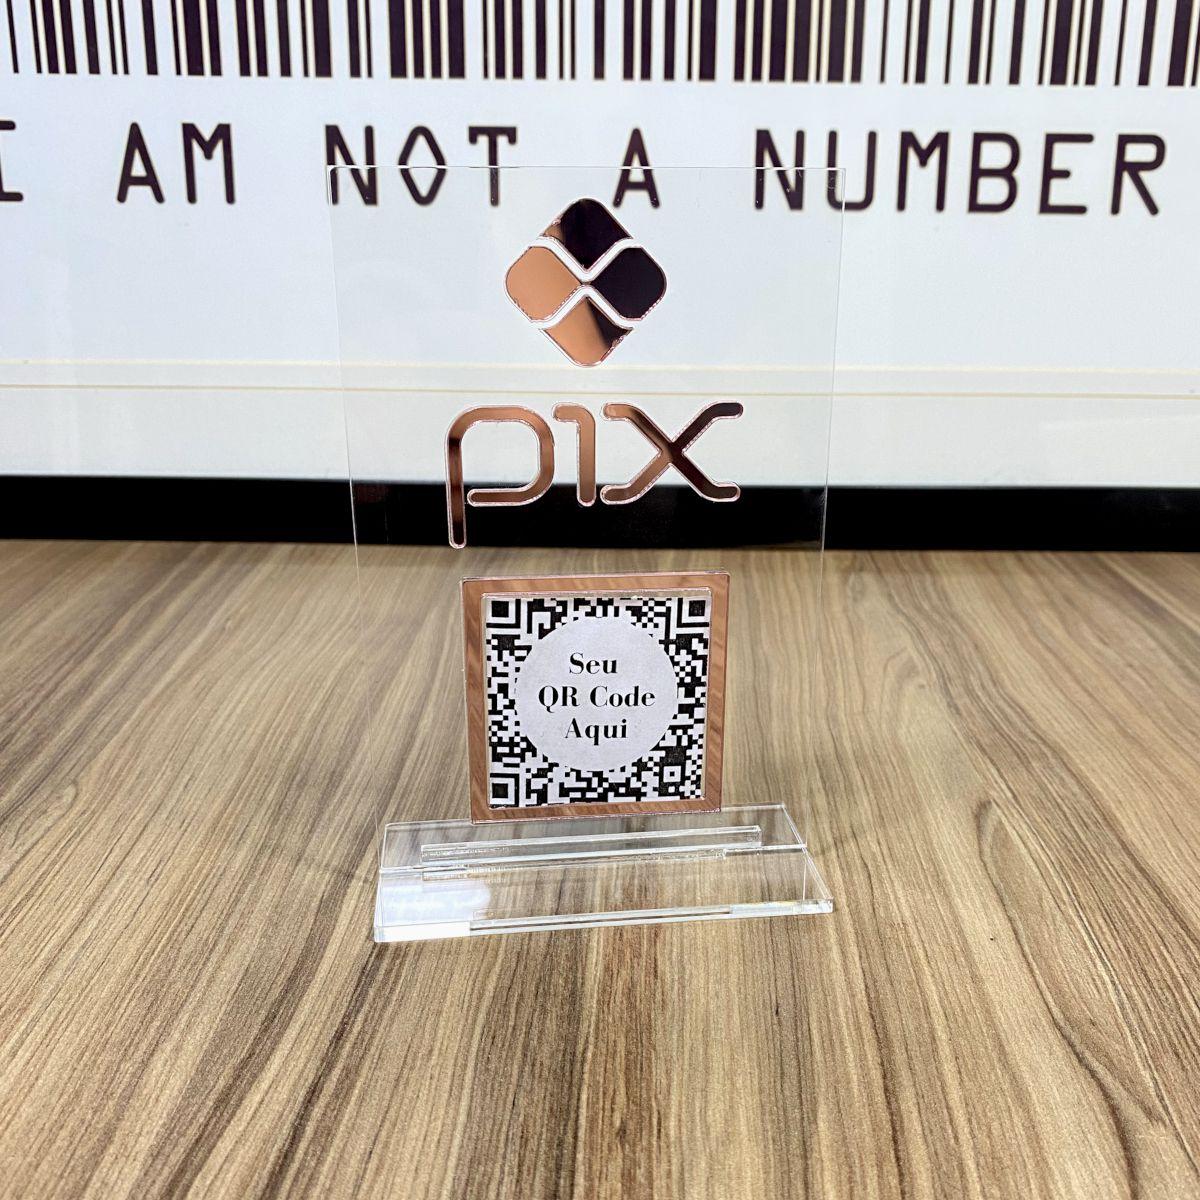 I AM NOT A NUMBER
pix
Seu
QR Code
Aqui